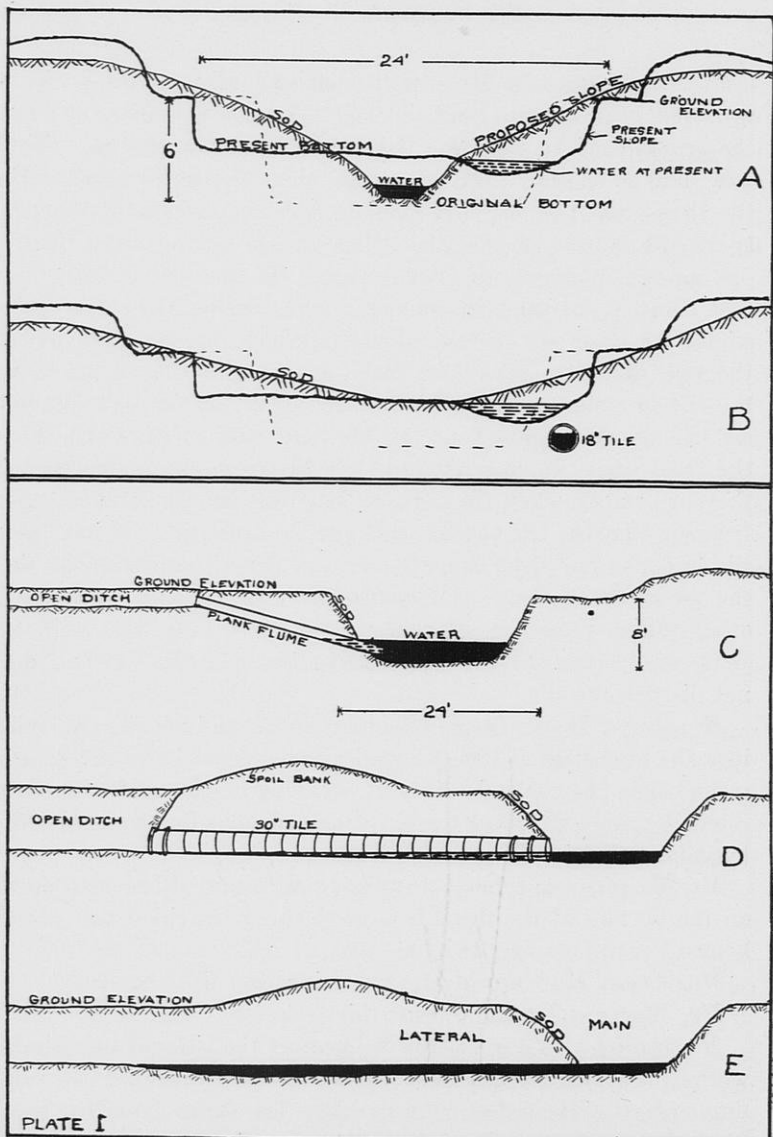 24'
SOD
PROPOSED SLOPE
GROUND
ELEVATION
6'
PRESENT BOTTOM
PRESENT
SLOPE
WATER
WATER AT PRESENT
A
ORIGINAL BOTTOM
SOD
B
18" TILE
GROUND ELEVATION
OPEN DITCH
SOD
PLANK FLUME
WATER
8'
C
24'
SPOIL BANK
SOD
OPEN DITCH
30" TILE
D
GROUND ELEVATION
LATERAL
SOD
MAIN
E
PLATE I